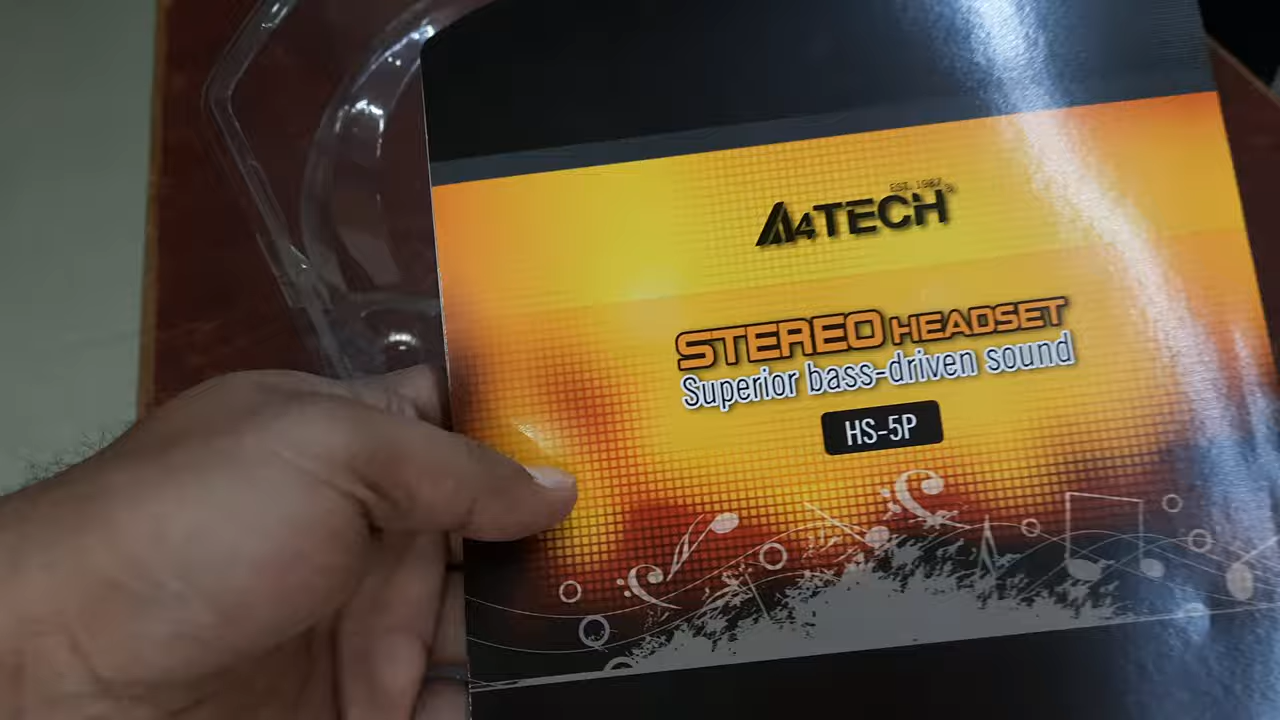 EST. 1987
A4TECH®
STEREO HEADSET
Superior bass-driven sound
HS-5P